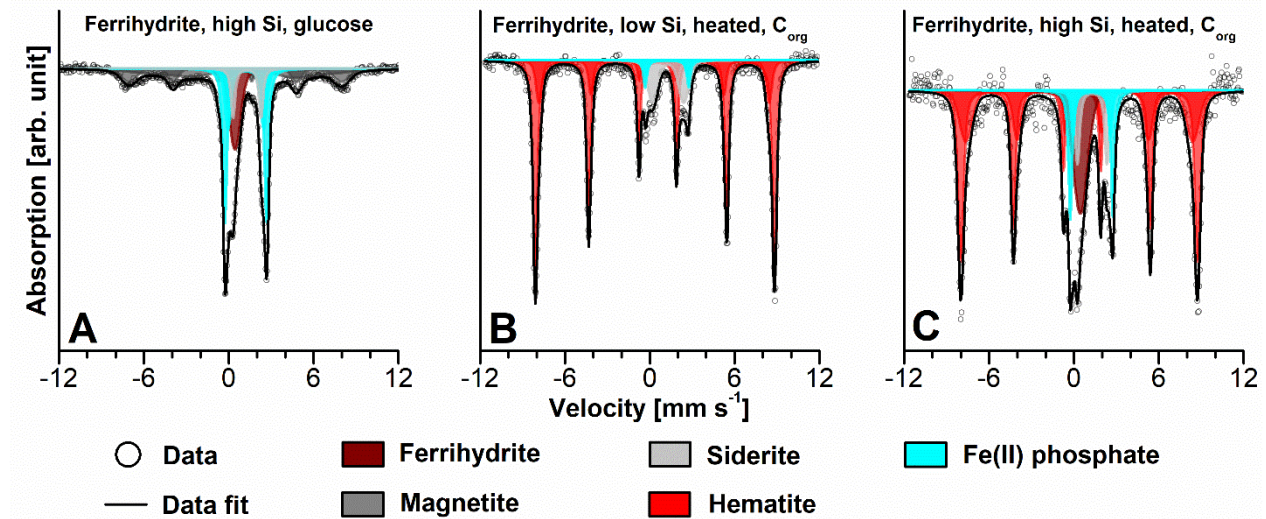 Ferrihydrite, high Si, glucose
Ferrihydrite, low Si, heated, Corg
Ferrihydrite, high Si, heated, Corg
Absorption [arb. unit]
A
B
C
-12 -6 0 6 12
-12 -6 0 6 12
-12 -6 0 6 12
Velocity [mm s-1]
Data
Ferrihydrite
Siderite
Fe(II) phosphate
Data fit
Magnetite
Hematite